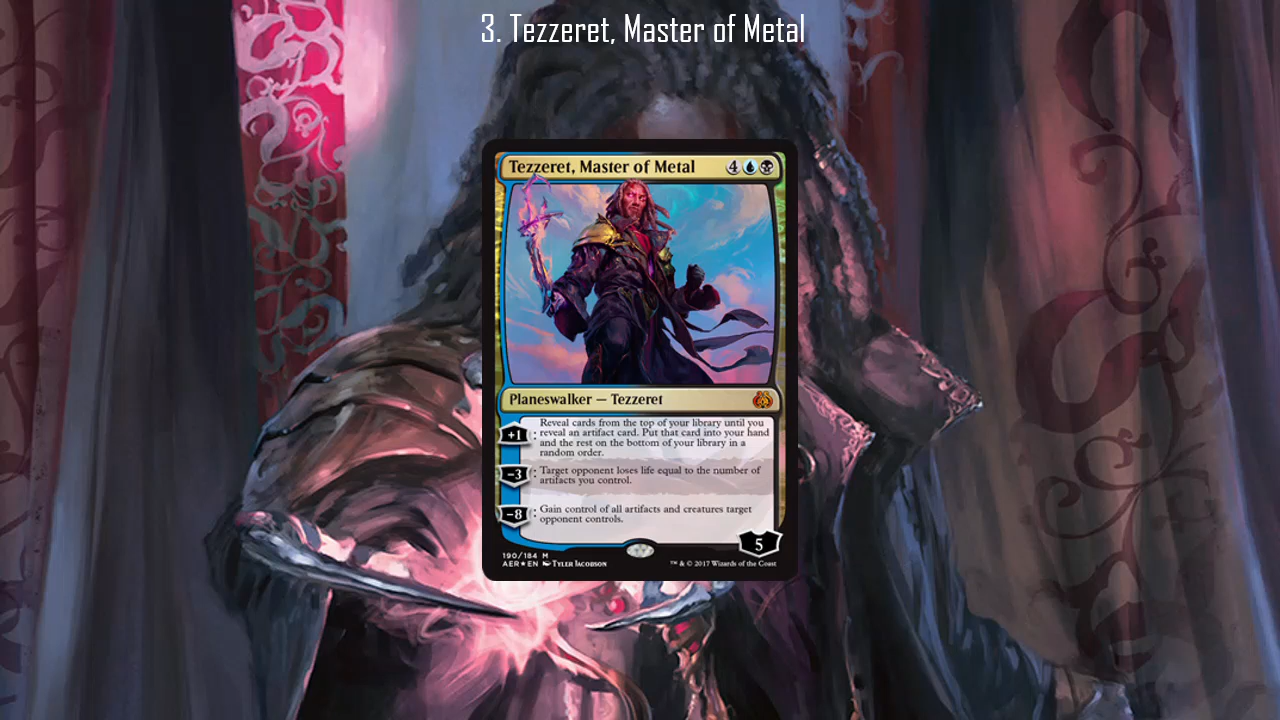 3. Tezzeret, Master of Metal
Tezzeret, Master of Metal 4
Planeswalker — Tezzeret
Reveal cards from the top of your library until you
+1 : reveal an artifact card. Put that card into your hand
and the rest on the bottom of your library in a
random order.
-3 : Target opponent loses life equal to the number of
artifacts you control.
-8 : Gain control of all artifacts and creatures target
opponent controls.
5
190/184 M
AER ★ EN Tyler Jacobson ™ & © 2017 Wizards of the Coast